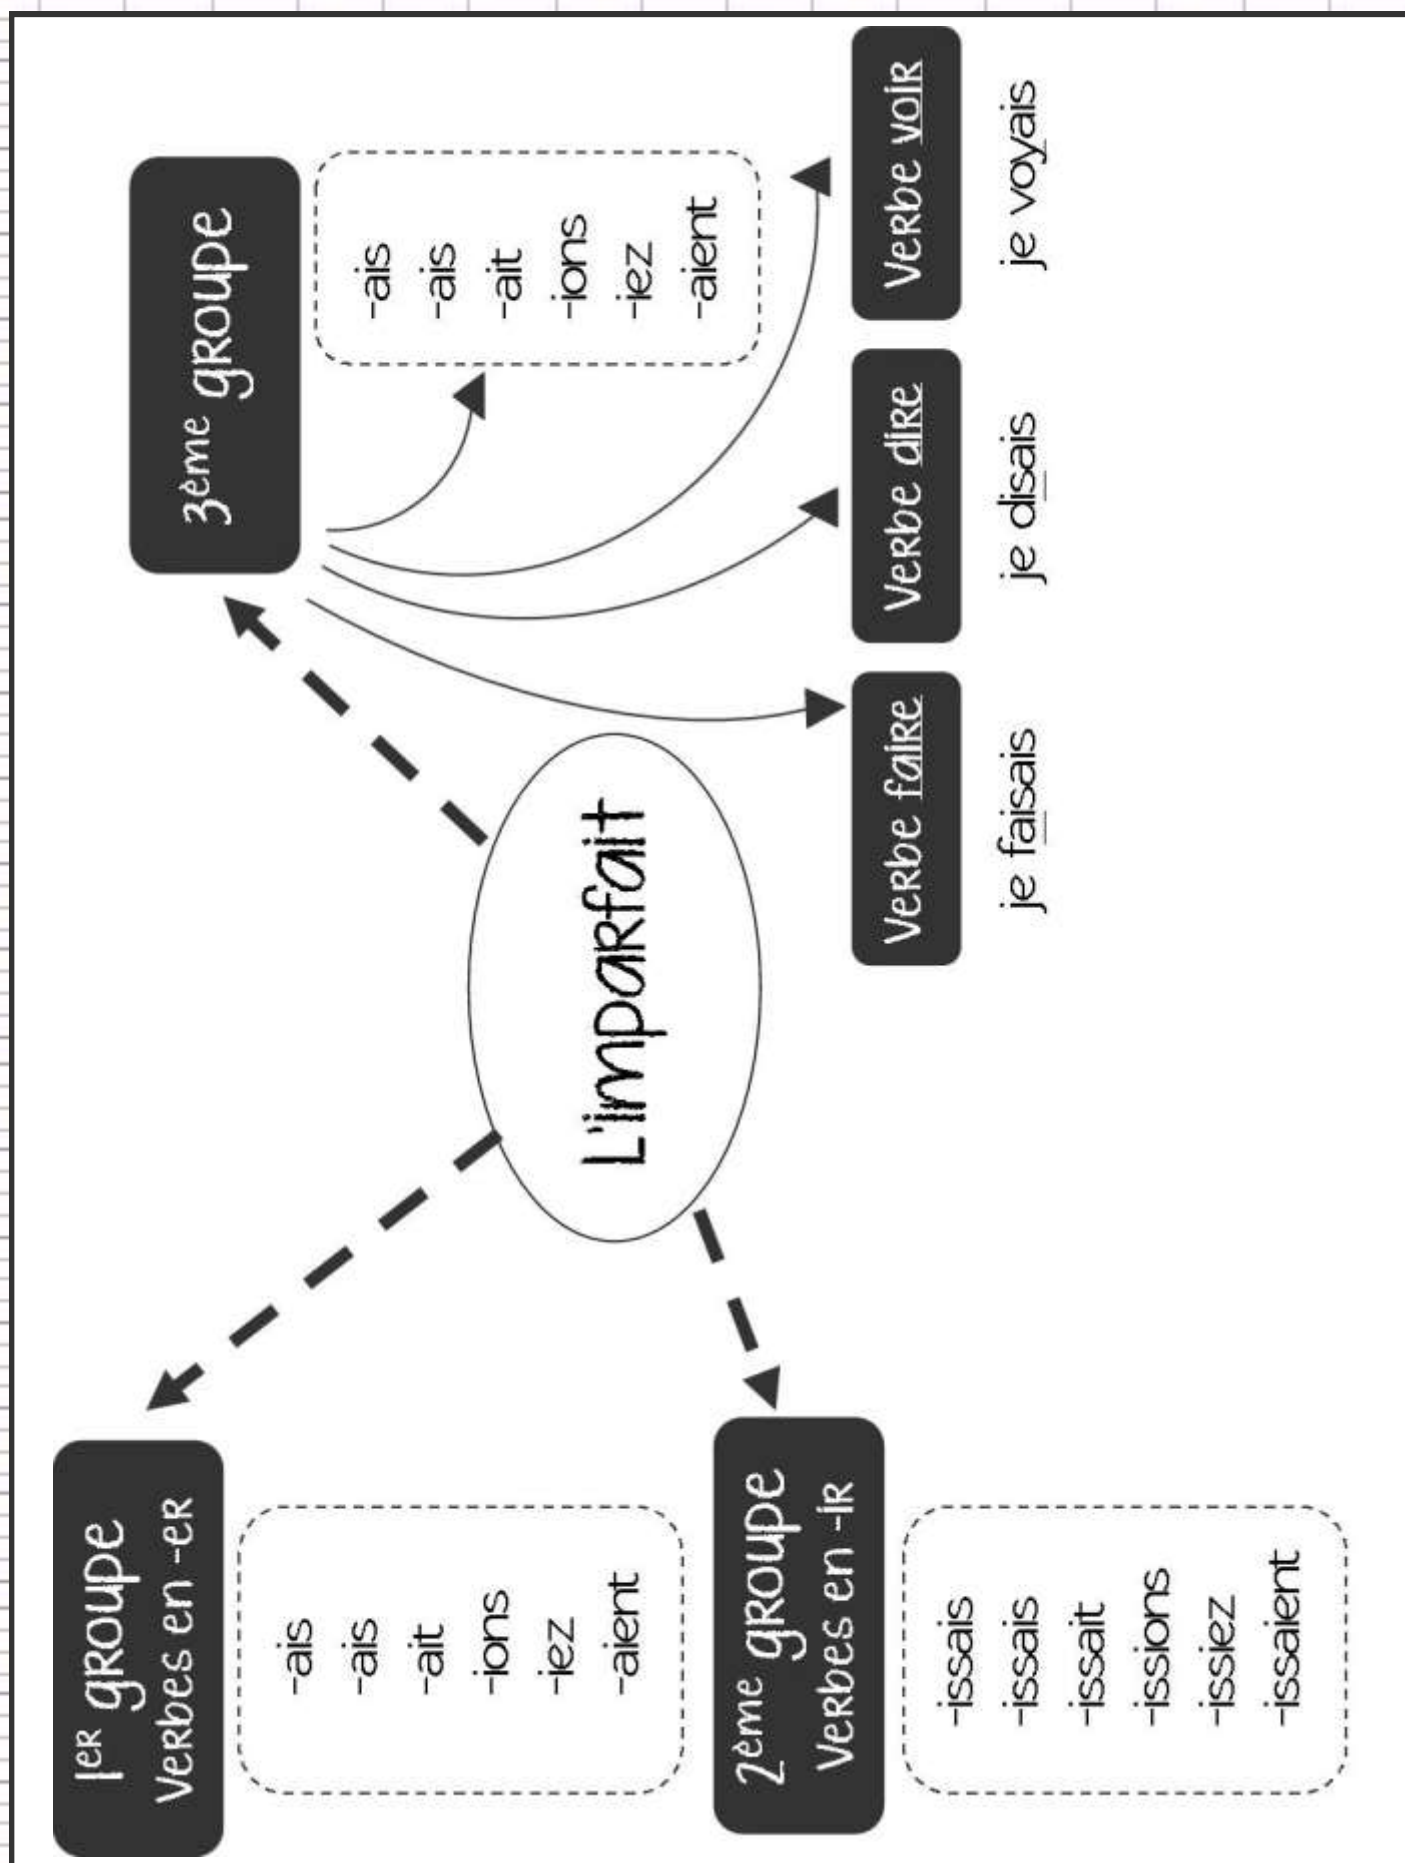 L'imparfait
1er groupe
Verbes en -er
-ais
-ais
-ait
-ions
-iez
-aient
2ème groupe
Verbes en -ir
-issais
-issais
-issait
-issions
-issiez
-issaient
3ème groupe
-ais
-ais
-ait
-ions
-iez
-aient
Verbe faire
je faisais
Verbe dire
je disais
Verbe voir
je voyais